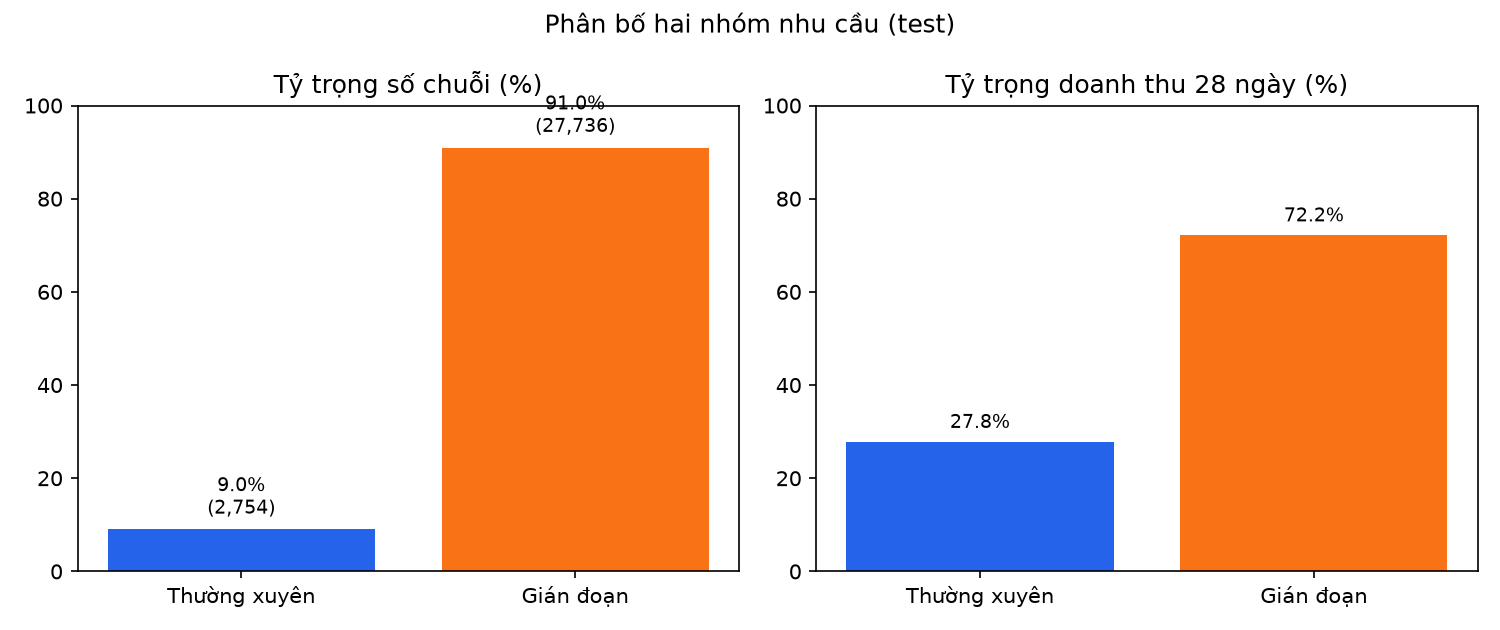 Phân bố hai nhóm nhu cầu (test)
Tỷ trọng số chuỗi (%)
100
80
60
40
20
0
9.0%
(2,754)
91.0%
(27,736)
Thường xuyên
Gián đoạn
Tỷ trọng doanh thu 28 ngày (%)
100
80
60
40
20
0
27.8%
72.2%
Thường xuyên
Gián đoạn